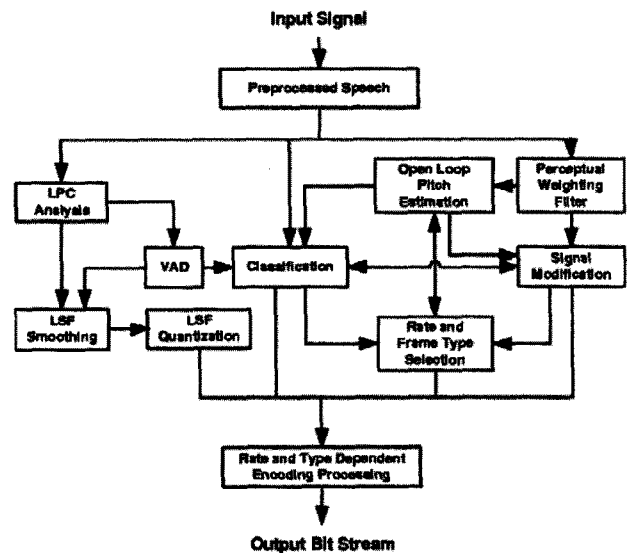 Input Signal
Preprocessed Speech
Open Loop
Pitch
Estimation
Perceptual
Weighting
Filter
LPC
Analysis
VAD
Classification
Signal
Modification
LSF
Smoothing
LSF
Quantization
Rate and
Frame Type
Selection
Rate and Type Dependent
Encoding Processing
Output Bit Stream